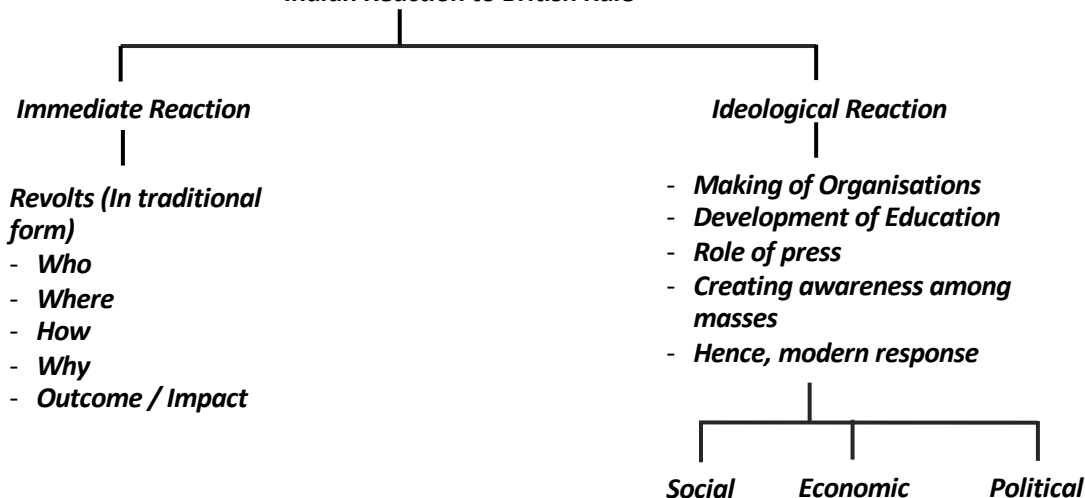 Indian Reaction to British Rule
Immediate Reaction
Revolts (In traditional
form)
- Who
- Where
- How
- Why
- Outcome / Impact
Ideological Reaction
- Making of Organisations
- Development of Education
- Role of press
- Creating awareness among
masses
- Hence, modern response
Social Economic Political